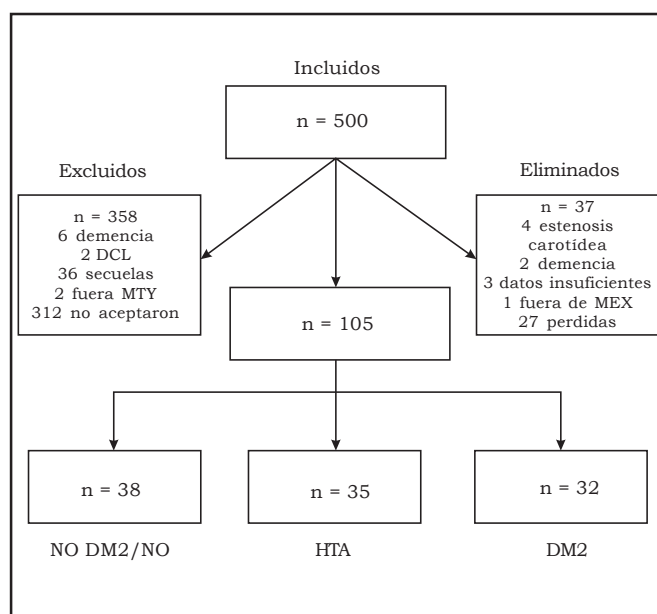 Incluidos
n = 500
Excluidos
n = 358
6 demencia
2 DCL
36 secuelas
2 fuera MTY
312 no aceptaron
Eliminados
n = 37
4 estenosis
carotídea
2 demencia
3 datos insuficientes
1 fuera de MEX
27 perdidas
n = 105
n = 38
n = 35
n = 32
NO DM2/NO
HTA
DM2